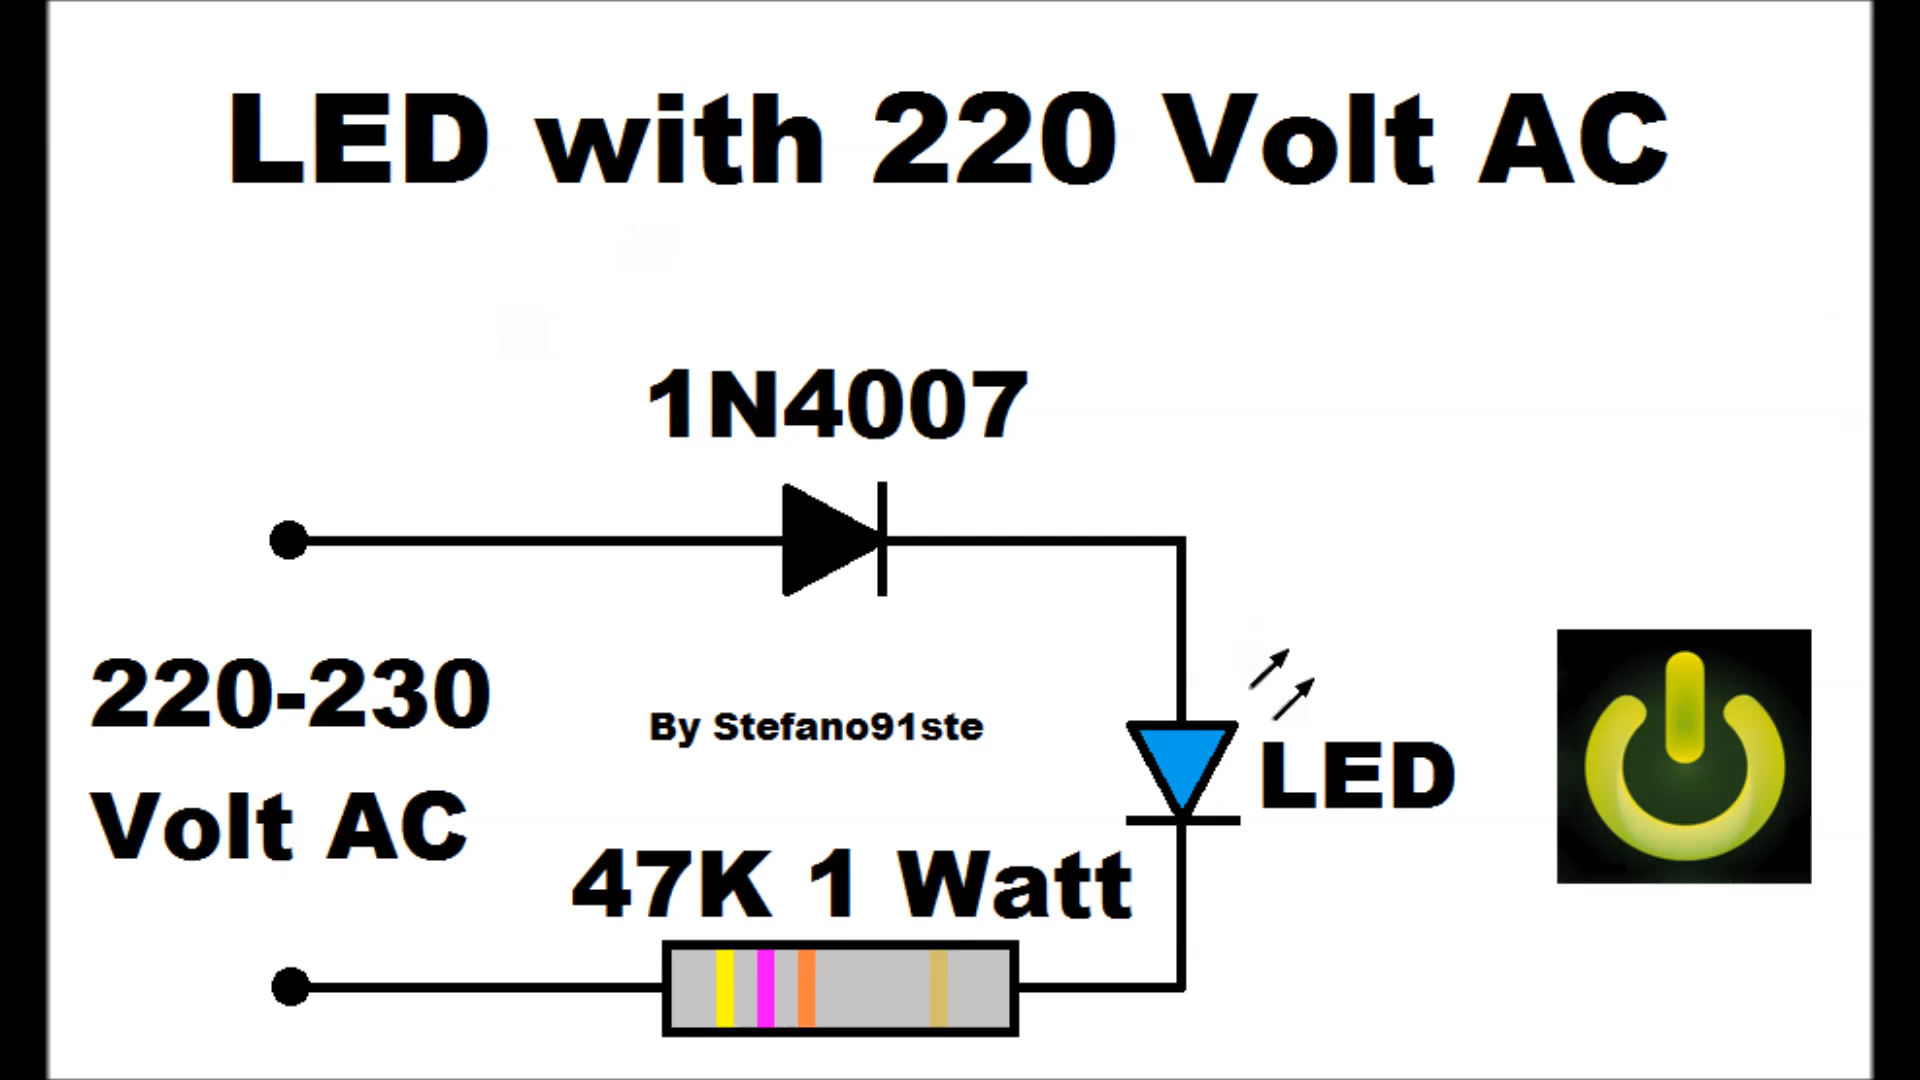 LED with 220 Volt AC
1N4007
220-230
Volt AC
By Stefano91ste
LED
47K 1 Watt